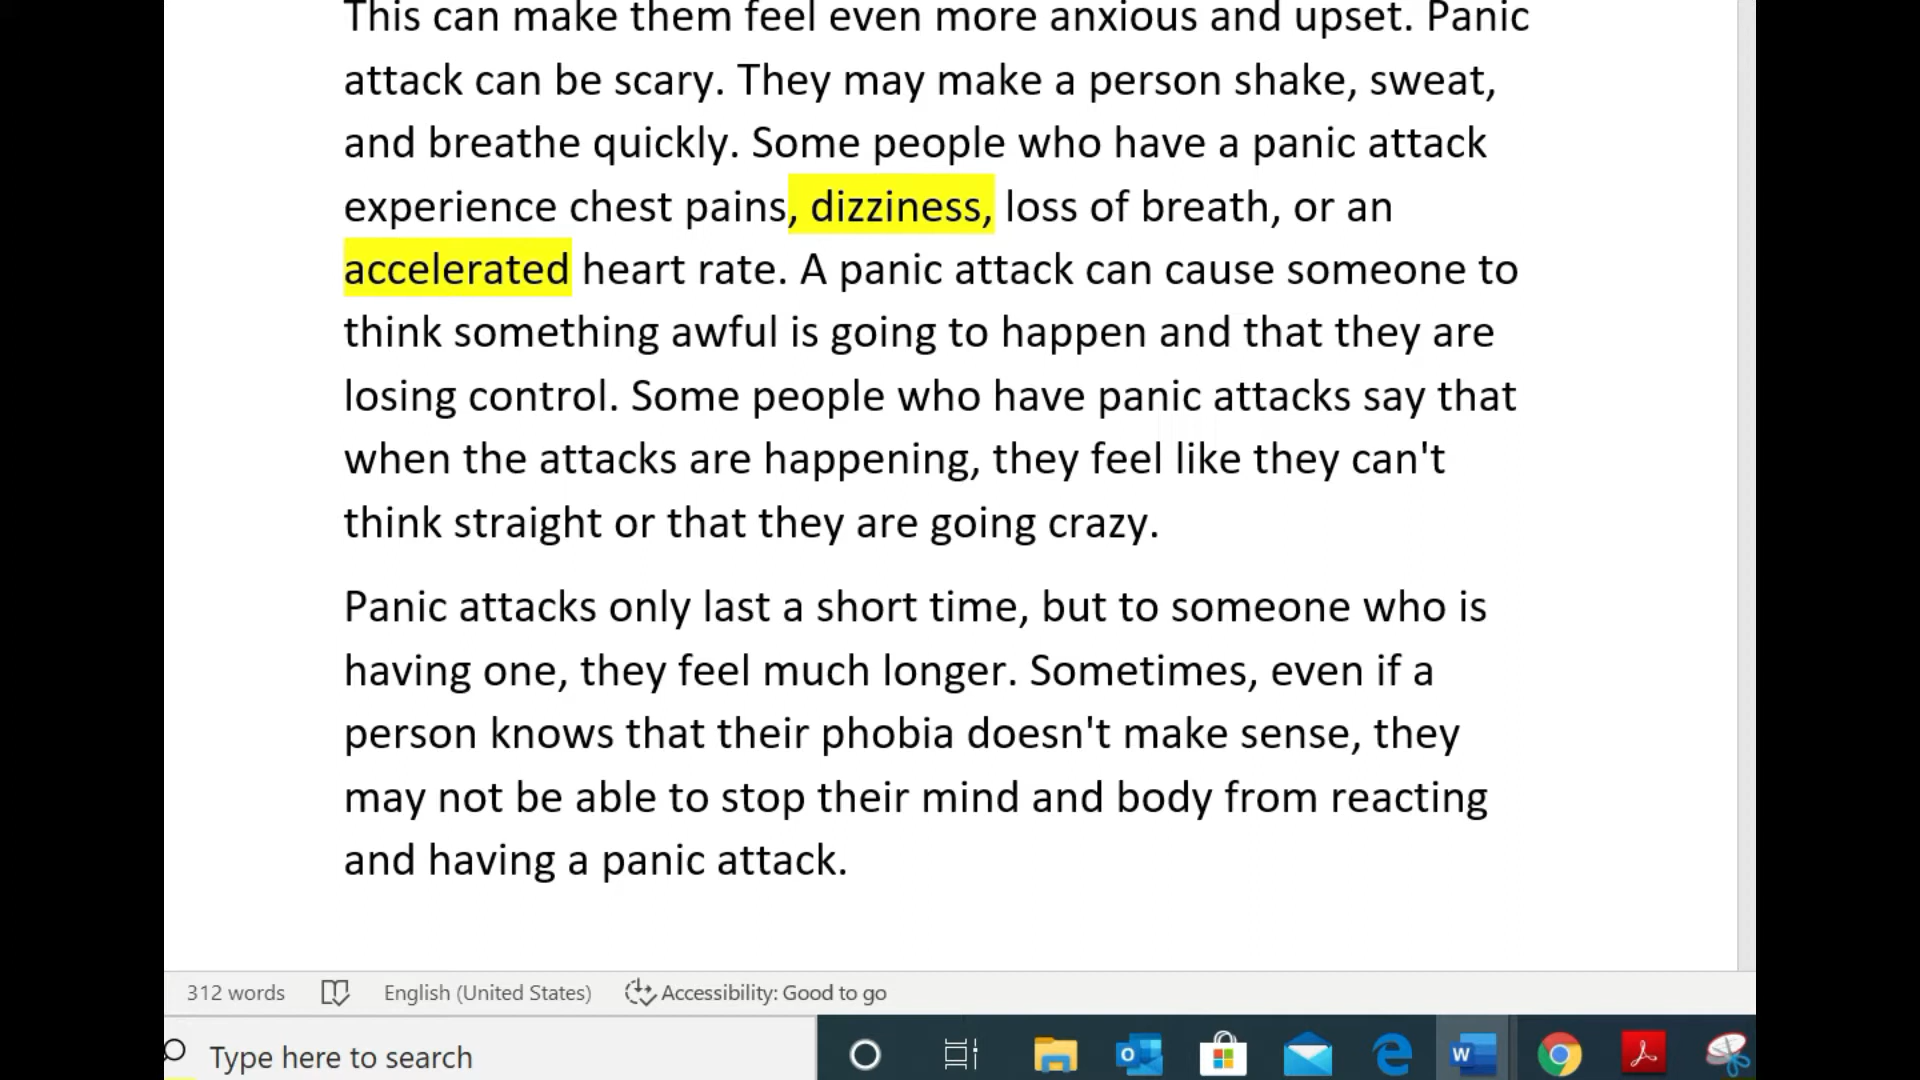 This can make them feel even more anxious and upset. Panic
attack can be scary. They may make a person shake, sweat,
and breathe quickly. Some people who have a panic attack
experience chest pains, dizziness, loss of breath, or an
accelerated heart rate. A panic attack can cause someone to
think something awful is going to happen and that they are
losing control. Some people who have panic attacks say that
when the attacks are happening, they feel like they can't
think straight or that they are going crazy.
Panic attacks only last a short time, but to someone who is
having one, they feel much longer. Sometimes, even if a
person knows that their phobia doesn't make sense, they
may not be able to stop their mind and body from reacting
and having a panic attack.
312 words English (United States) Accessibility: Good to go
Type here to search